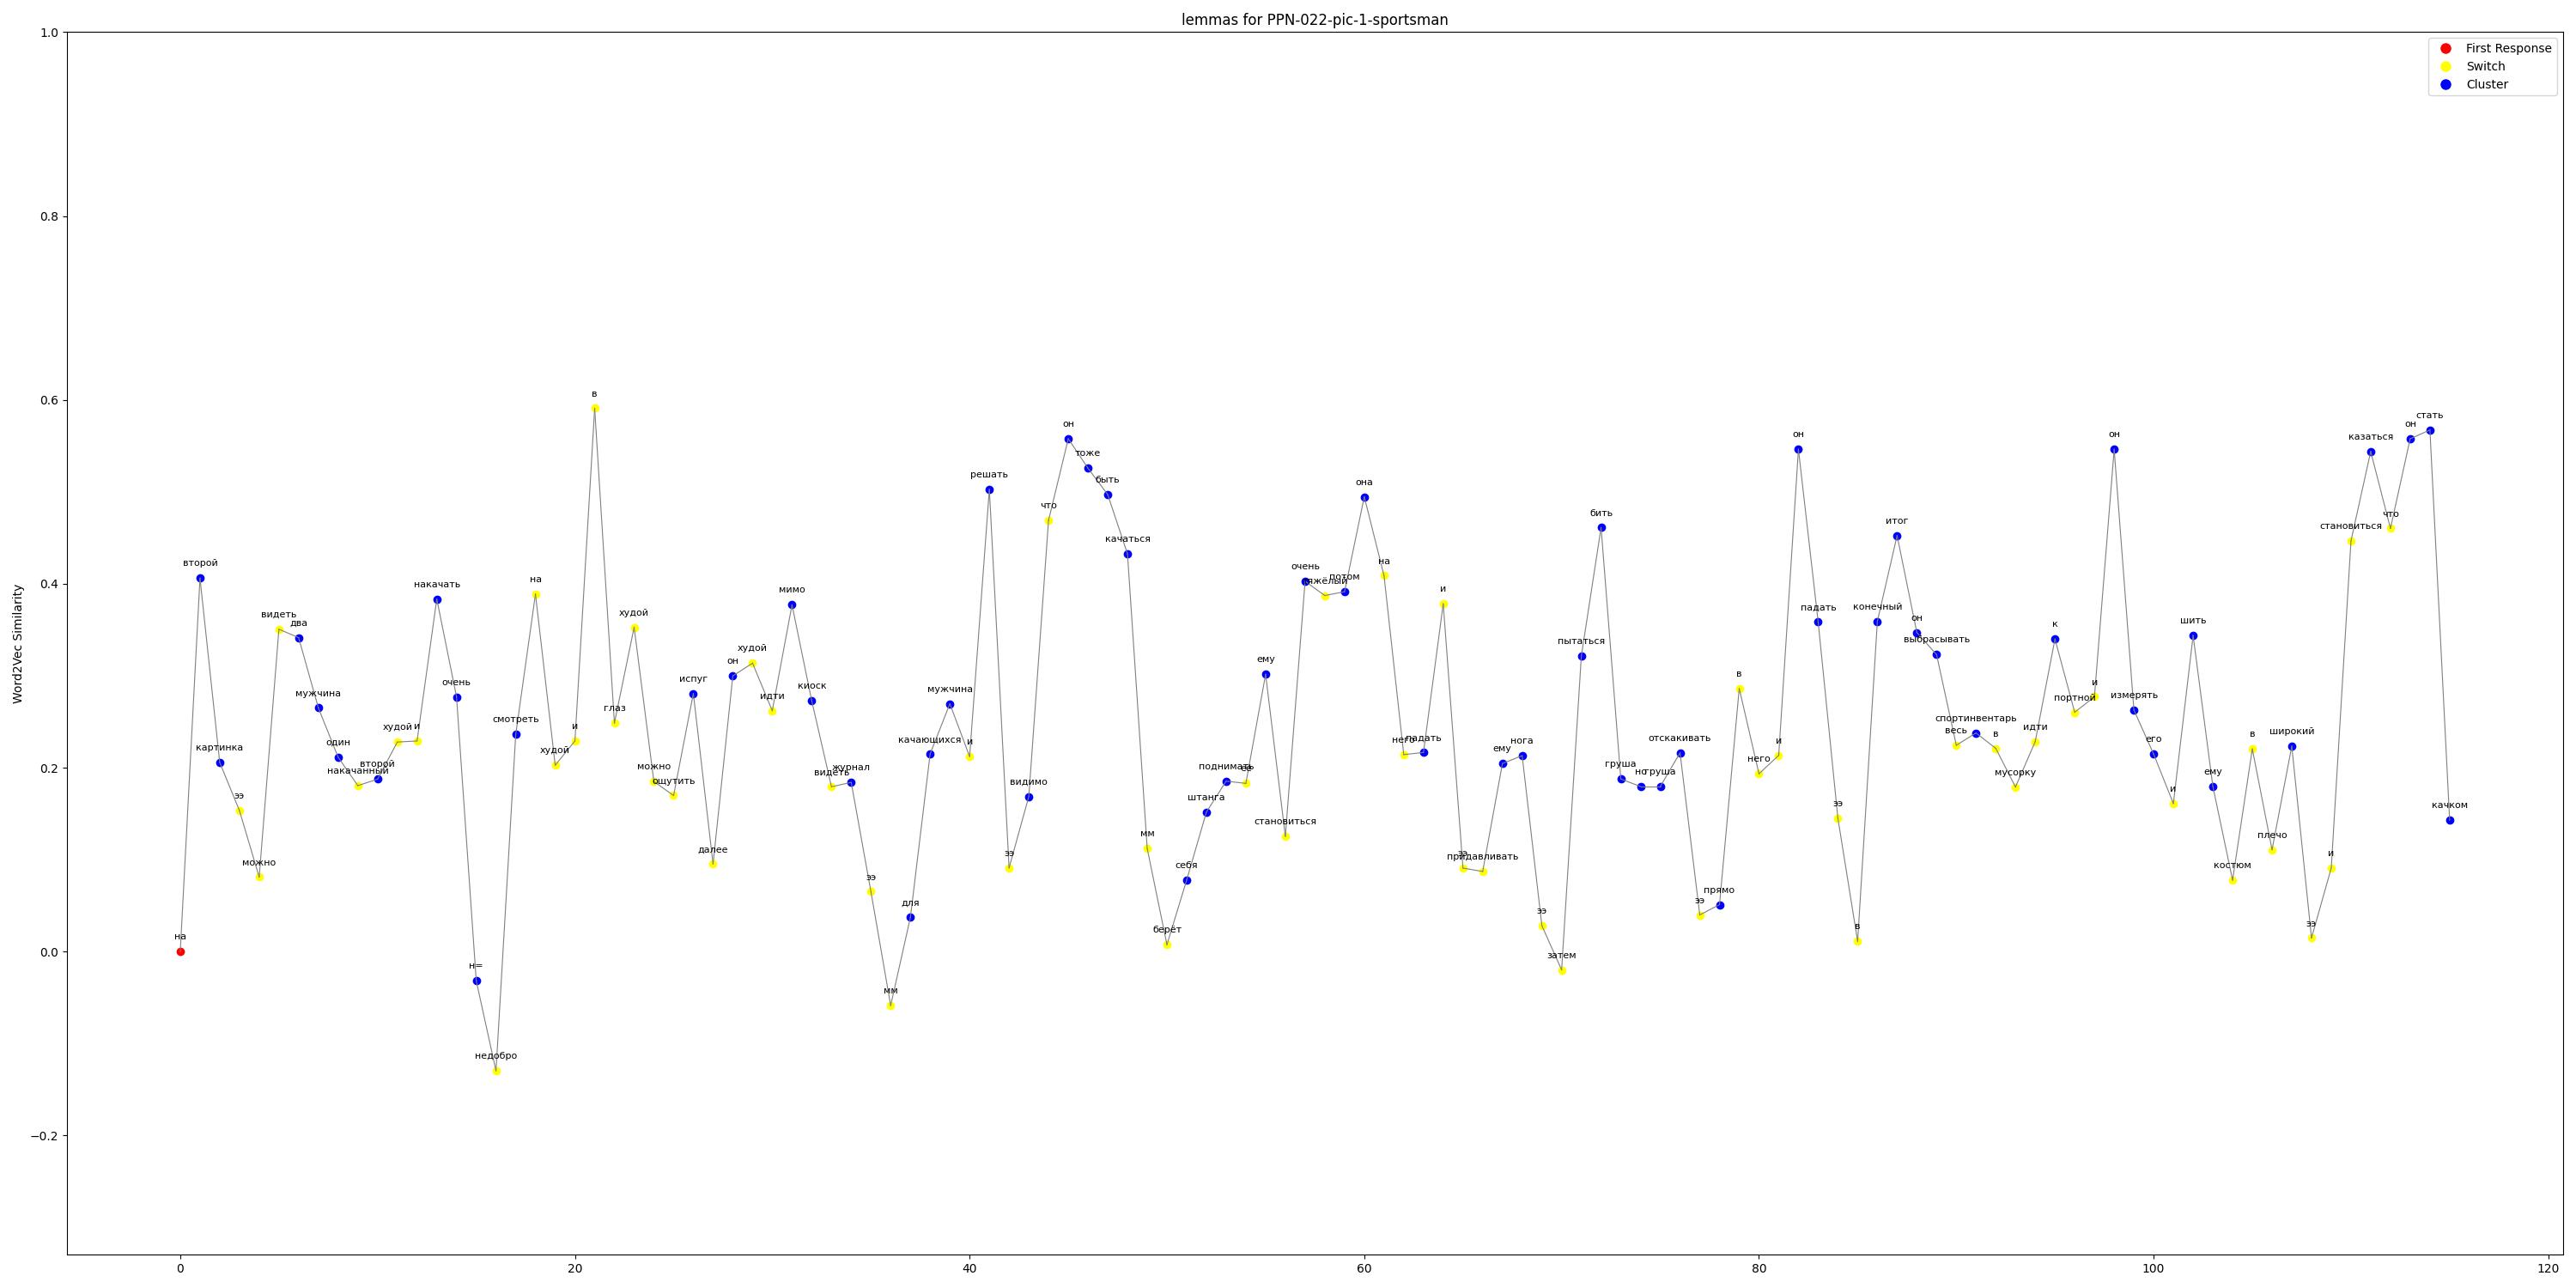 lemmas for PPN-022-pic-1-sportsman
First Response
Switch
Cluster
Word2Vec Similarity
1.0
0.8
0.6
0.4
0.2
0.0
−0.2
0
20
40
60
80
100
120
на
второй
картинка
ээ
можно
видеть
два
мужчина
один
накачанный
второй
худой
и
накачать
очень
н=
недобро
смотреть
на
худой
и
в
глаз
худой
можно
ощутить
испуг
далее
он
худой
идти
мимо
киоск
видеть
журнал
ээ
мм
для
качающихся
мужчина
и
решать
ээ
видимо
что
он
тоже
быть
качаться
мм
берёт
себя
штанга
поднимать
ему
становиться
очень
тяжёлый
потом
она
на
него
падать
и
ээ
придавливать
ему
нога
ээ
затем
пытаться
бить
груша
но
груша
отскакивать
ээ
прямо
в
него
и
он
падать
ээ
в
конечный
итог
он
выбрасывать
весь
спортинвентарь
в
мусорку
идти
к
портной
и
он
измерять
его
и
шить
ему
костюм
в
плечо
широкий
ээ
и
становиться
казаться
что
он
стать
качком